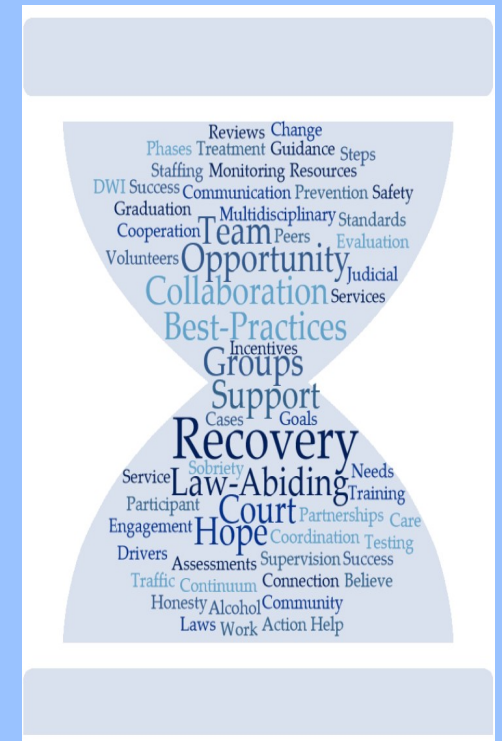 Reviews Change
Phases Treatment Guidance Steps
Staffing Monitoring Resources
DWI Success Communication Prevention Safety
Graduation Multidisciplinary Standards
Cooperation Team Peers Evaluation
Volunteers Opportunity Judicial
Collaboration Services
Best-Practices
Incentives
Groups
Support
Cases Goals
Recovery
Service Sobriety Law-Abiding Needs
Participant Court Training
Engagement Hope Partnerships Care
Coordination Testing
Drivers Assessments Supervision Success
Traffic Continuum Connection Believe
Honesty Alcohol Community
Laws Work Action Help